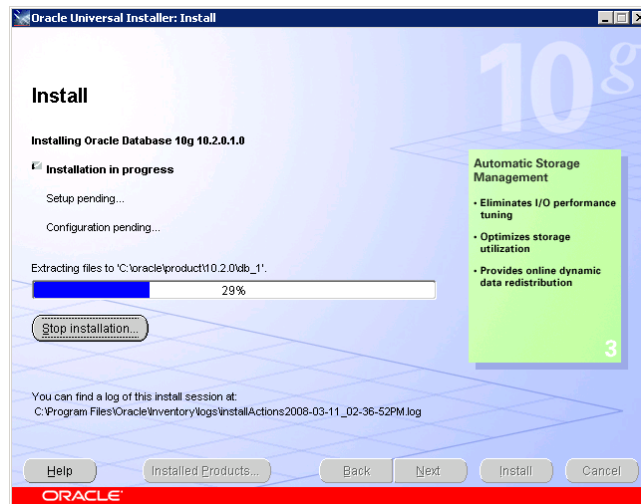 Oracle Universal Installer: Install
10g
Install
Installing Oracle Database 10g 10.2.0.1.0
Installation in progress
Setup pending...
Configuration pending...
Extracting files to 'C:\oracle\product\10.2.0\db_1'.
29%
Stop installation...
Automatic Storage
Management
• Eliminates I/O performance
tuning
• Optimizes storage
utilization
• Provides online dynamic
data redistribution
3
You can find a log of this install session at:
C:\Program Files\Oracle\Inventory\logs\installActions2008-03-11_02-36-52PM.log
Help
Installed Products...
Back
Next
Install
Cancel
ORACLE